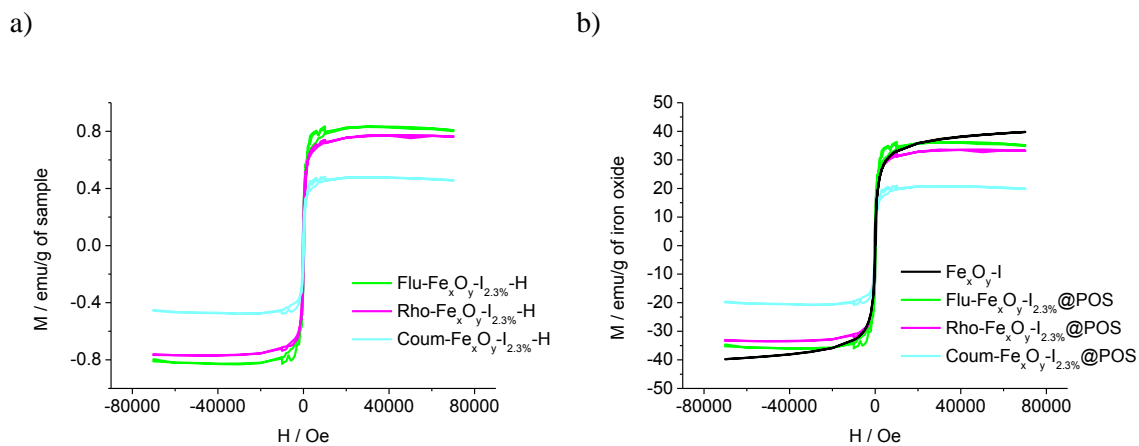 a)
b)
M / emu/g of sample
0.8
0.4
0.0
-0.4
-0.8
-80000 -40000 0 40000 80000
H / Oe
Flu-FexOy-I2.3%-H
Rho-FexOy-I2.3%-H
Coum-FexOy-I2.3%-H
M / emu/g of iron oxide
50
40
30
20
10
0
-10
-20
-30
-40
-50
-80000 -40000 0 40000 80000
H / Oe
FexOy-I
Flu-FexOy-I2.3%@POS
Rho-FexOy-I2.3%@POS
Coum-FexOy-I2.3%@POS